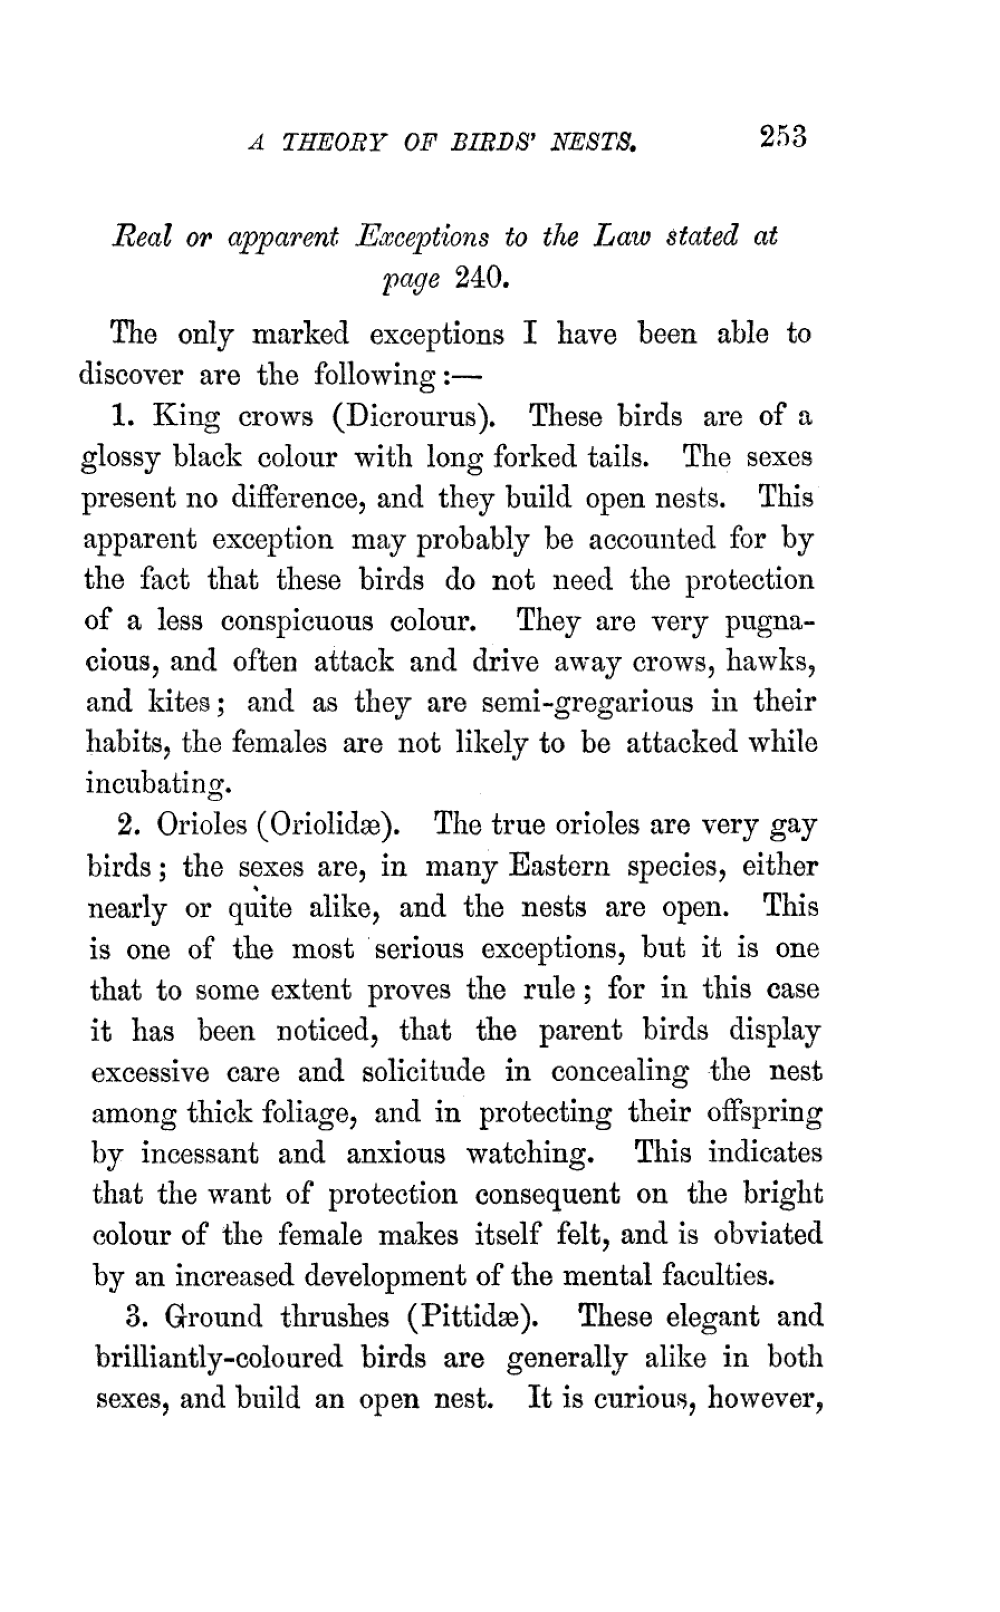 A THEORY OF BIRDS' NESTS. 253
Real or apparent Exceptions to the Law stated at
page 240.
The only marked exceptions I have been able to
discover are the following:—
1. King crows (Dicrourus). These birds are of a
glossy black colour with long forked tails. The sexes
present no difference, and they build open nests. This
apparent exception may probably be accounted for by
the fact that these birds do not need the protection
of a less conspicuous colour. They are very pugna-
cious, and often attack and drive away crows, hawks,
and kites; and as they are semi-gregarious in their
habits, the females are not likely to be attacked while
incubating.
2. Orioles (Oriolidæ). The true orioles are very gay
birds; the sexes are, in many Eastern species, either
nearly or quite alike, and the nests are open. This
is one of the most serious exceptions, but it is one
that to some extent proves the rule; for in this case
it has been noticed, that the parent birds display
excessive care and solicitude in concealing the nest
among thick foliage, and in protecting their offspring
by incessant and anxious watching. This indicates
that the want of protection consequent on the bright
colour of the female makes itself felt, and is obviated
by an increased development of the mental faculties.
3. Ground thrushes (Pittidæ). These elegant and
brilliantly-coloured birds are generally alike in both
sexes, and build an open nest. It is curious, however,